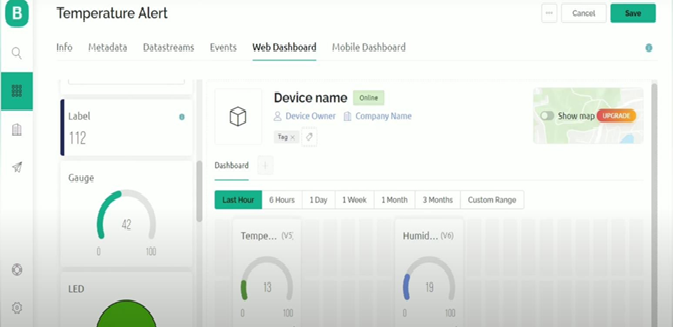 B
Temperature Alert
... Cancel Save
Info Metadata Datastreams Events Web Dashboard Mobile Dashboard
Label
112
Gauge
42
0 100
LED
Device name Online
Device Owner Company Name
Tag ×
Show map UPGRADE
Dashboard +
Last Hour 6 Hours 1 Day 1 Week 1 Month 3 Months Custom Range
Tempe... (V5)
13
0 100
Humid... (V6)
19
0 100